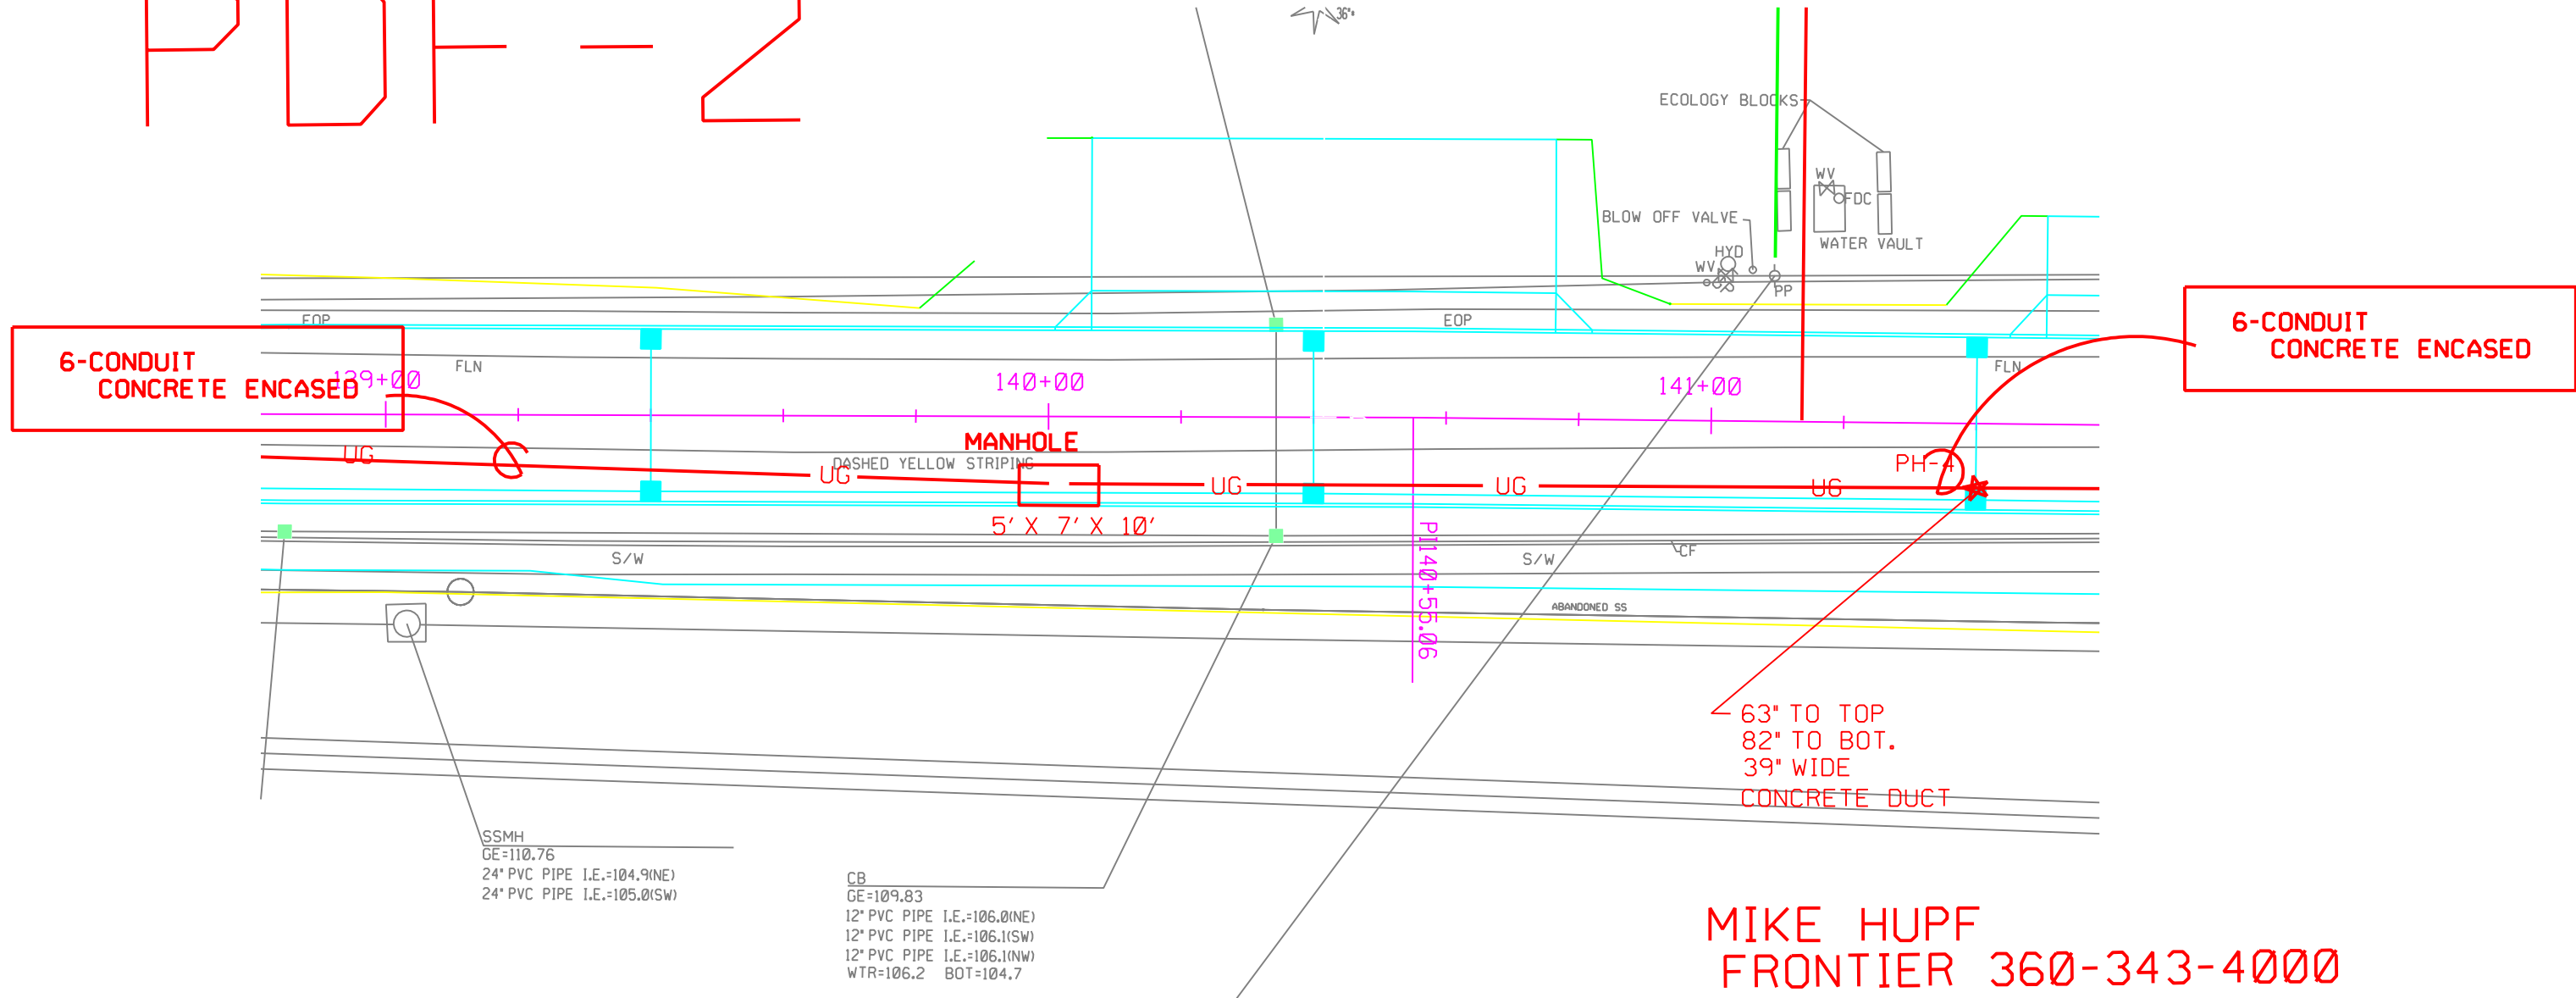 PDF-2
36"
ECOLOGY BLOCKS
WV
FDC
BLOW OFF VALVE
WATER VAULT
HYD
WV
PP
EOP
EOP
6-CONDUIT
CONCRETE ENCASED
6-CONDUIT
CONCRETE ENCASED
FLN
FLN
139+00
140+00
141+00
MANHOLE
UG
DASHED YELLOW STRIPING
UG
UG
UG
UG
PH-4
5' X 7' X 10'
PI140+55.06
S/W
S/W
CF
ABANDONED SS
63" TO TOP
82" TO BOT.
39" WIDE
CONCRETE DUCT
SSMH
GE=110.76
24" PVC PIPE I.E.=104.9(NE)
24" PVC PIPE I.E.=105.0(SW)
CB
GE=109.83
12" PVC PIPE I.E.=106.0(NE)
12" PVC PIPE I.E.=106.1(SW)
12" PVC PIPE I.E.=106.1(NW)
WTR=106.2 BOT=104.7
MIKE HUPF
FRONTIER 360-343-4000